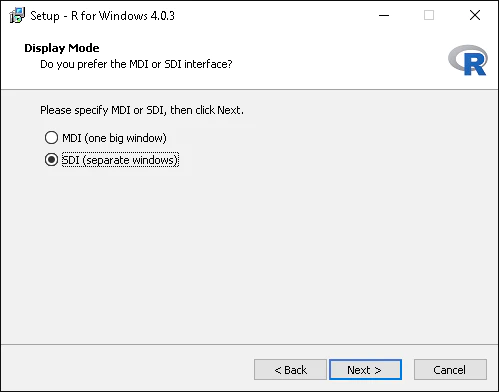 Setup - R for Windows 4.0.3
Display Mode
Do you prefer the MDI or SDI interface?
R
Please specify MDI or SDI, then click Next.
MDI (one big window)
SDI (separate windows)
< Back
Next >
Cancel